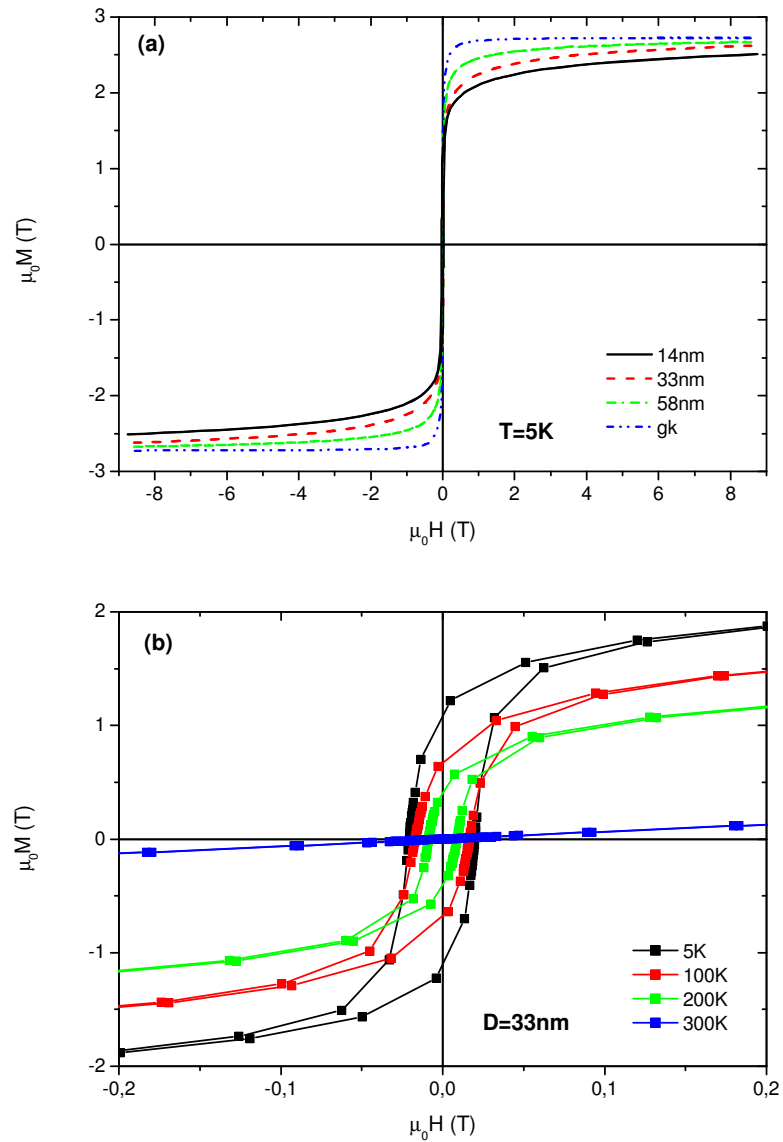 (a)
3
2
1
0
-1
-2
-3
μ₀M (T)
14nm
33nm
58nm
gk
T=5K
-8 -6 -4 -2 0 2 4 6 8
μ₀H (T)
(b)
2
1
0
-1
-2
μ₀M (T)
5K
100K
200K
300K
D=33nm
-0,2 -0,1 0,0 0,1 0,2
μ₀H (T)